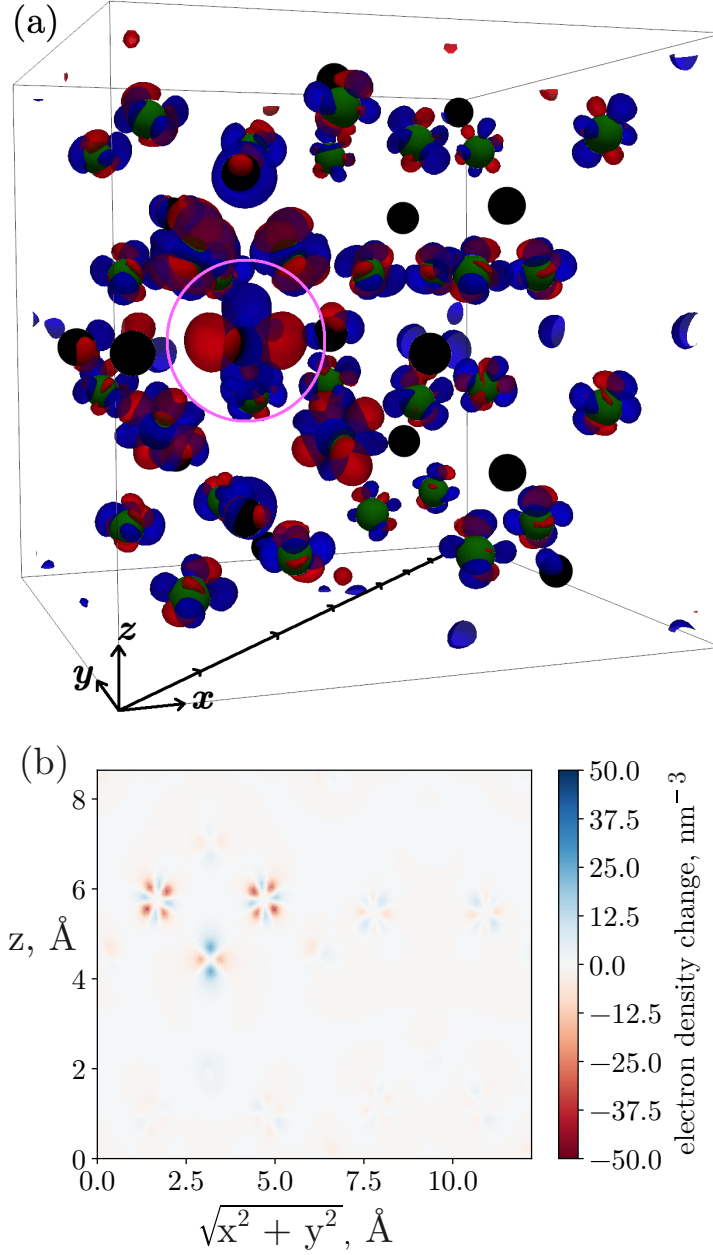 (a)
z
y
x
(b)
8
6
z, Å
4
2
0
0.0 2.5 5.0 7.5 10.0
√x² + y², Å
50.0
37.5
25.0
12.5
0.0
−12.5
−25.0
−37.5
−50.0
electron density change, nm⁻³